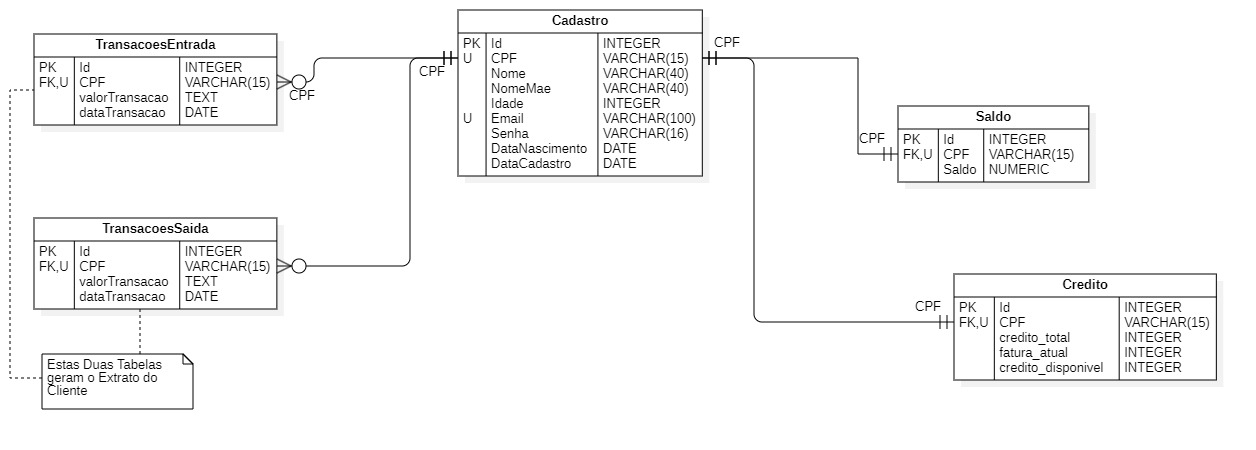 Cadastro
PK Id INTEGER
U CPF VARCHAR(15)
Nome VARCHAR(40)
NomeMae VARCHAR(40)
Idade INTEGER
U Email VARCHAR(100)
Senha VARCHAR(16)
DataNascimento DATE
DataCadastro DATE
TransacoesEntrada
PK Id INTEGER
FK,U CPF VARCHAR(15)
valorTransacao TEXT
dataTransacao DATE
CPF
CPF
CPF
CPF
Saldo
PK Id INTEGER
FK,U CPF VARCHAR(15)
Saldo NUMERIC
TransacoesSaida
PK Id INTEGER
FK,U CPF VARCHAR(15)
valorTransacao TEXT
dataTransacao DATE
CPF
Credito
PK Id INTEGER
FK,U CPF VARCHAR(15)
credito_total INTEGER
fatura_atual INTEGER
credito_disponivel INTEGER
Estas Duas Tabelas
geram o Extrato do
Cliente